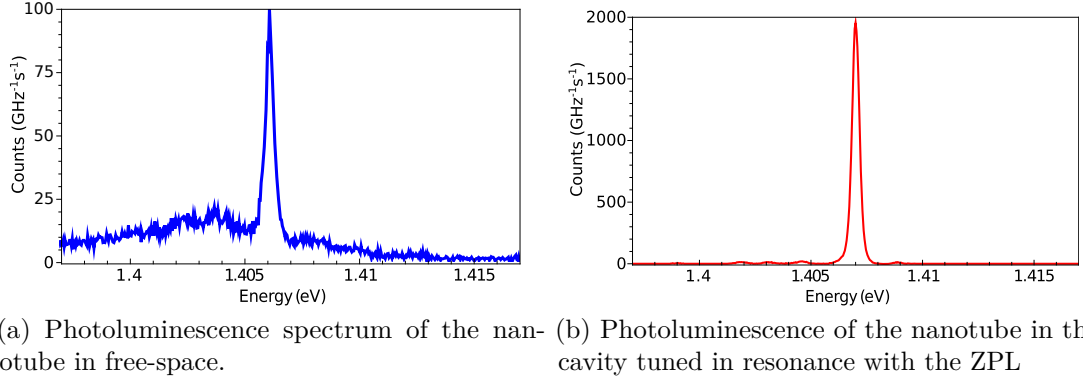 100
75
50
25
0
Counts (GHz-1s-1)
1.4
1.405
1.41
1.415
Energy (eV)
2000
1500
1000
500
0
Counts (GHz-1s-1)
1.4
1.405
1.41
1.415
Energy (eV)
(a) Photoluminescence spectrum of the nan-
otube in free-space.
(b) Photoluminescence of the nanotube in th
cavity tuned in resonance with the ZPL